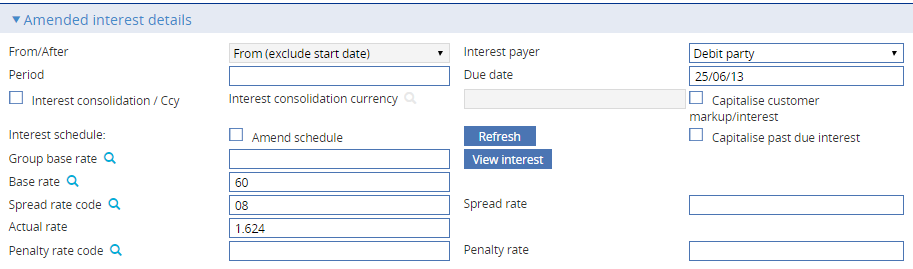 Amended interest details
From/After From (exclude start date) Interest payer Debit party
Period Due date 25/06/13
Interest consolidation / Ccy Interest consolidation currency Capitalise customer
markup/interest
Interest schedule: Amend schedule Refresh Capitalise past due interest
Group base rate View interest
Base rate 60
Spread rate code 08 Spread rate
Actual rate 1.624
Penalty rate code Penalty rate